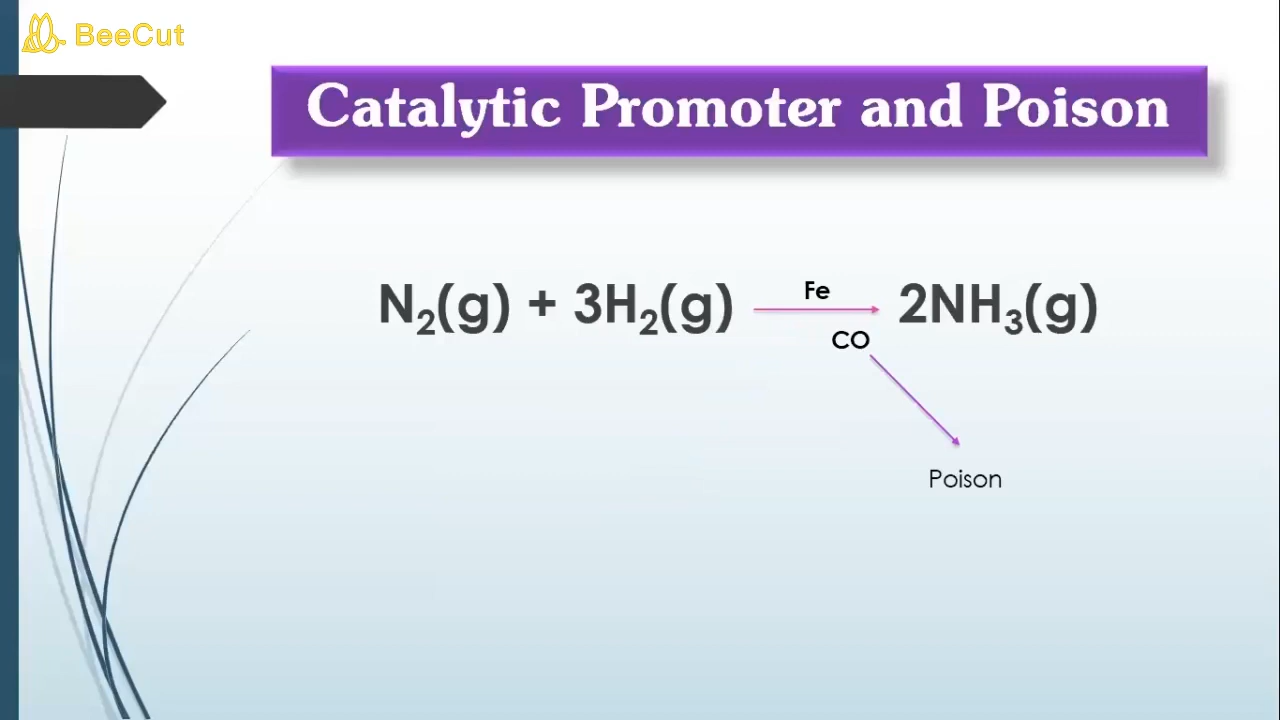 BeeCut
Catalytic Promoter and Poison
Fe
N₂(g) + 3H₂(g) → 2NH₃(g)
CO
Poison